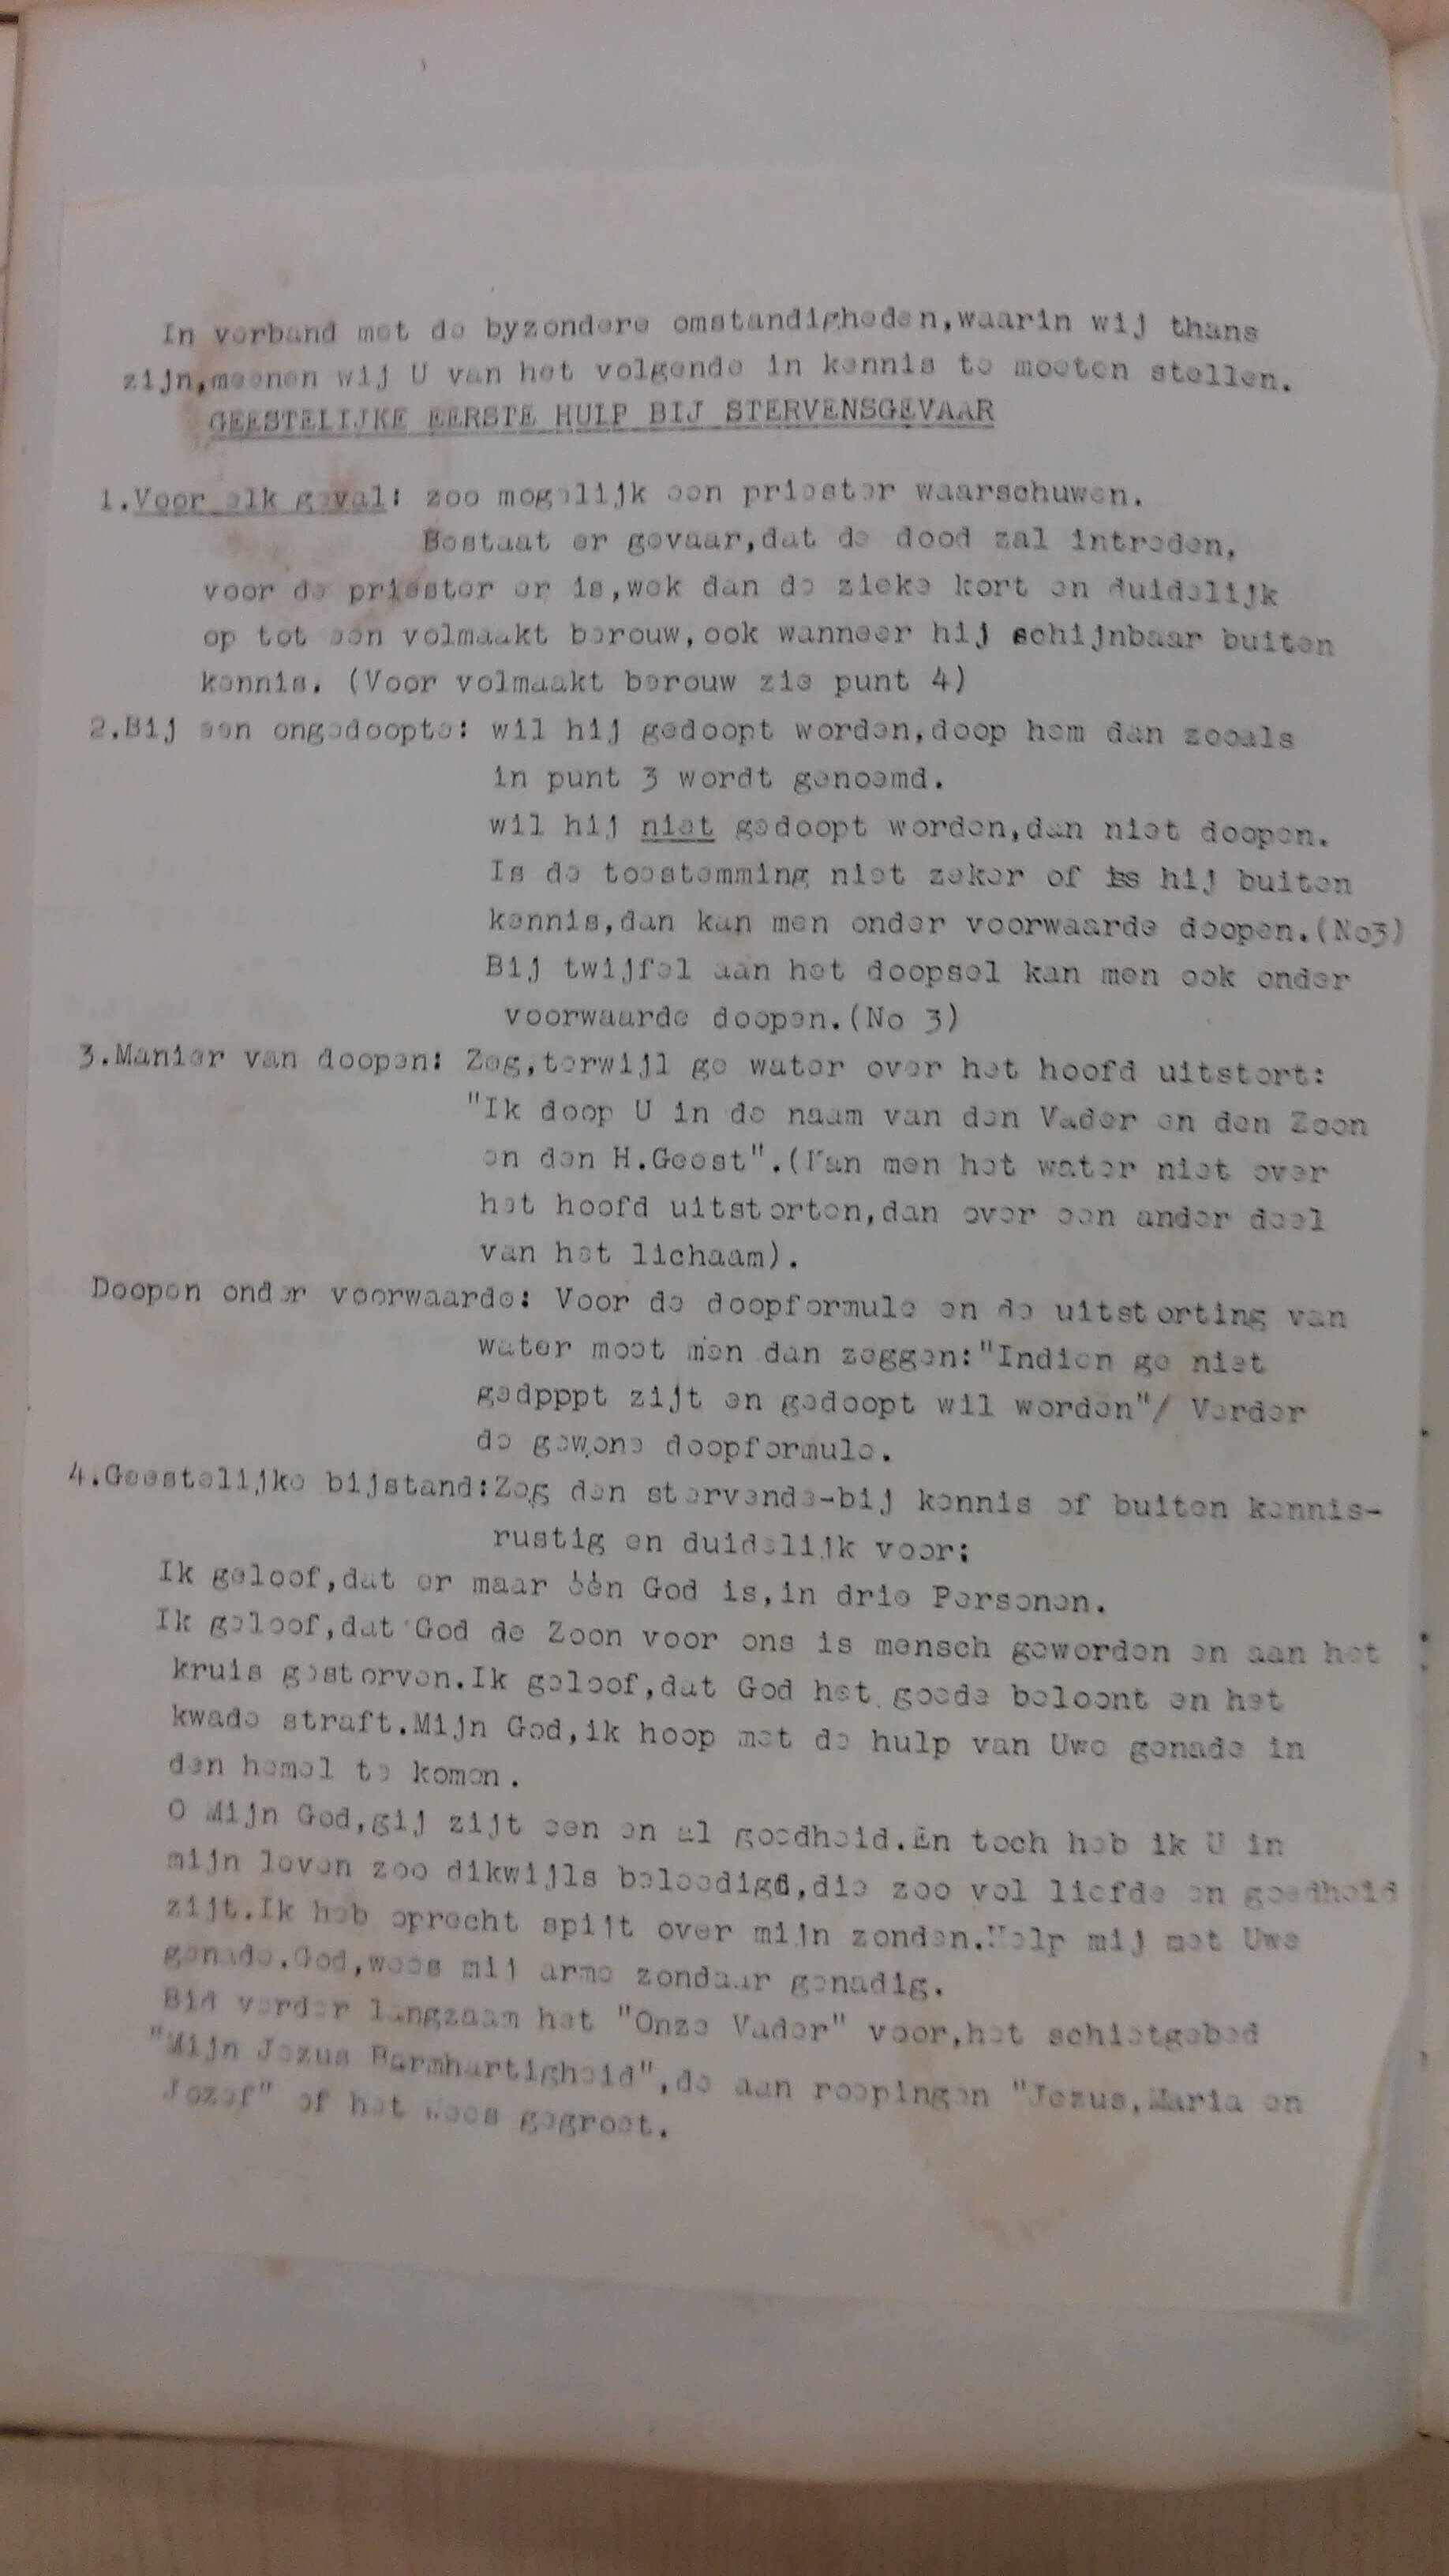 In verband met de byzondere omstandigheden,waarin wij thans
zijn,meenen wij U van het volgende in kennis te moeten stellen.
GEESTELIJKE EERSTE HULP BIJ STERVENSGEVAAR
1.Voor elk geval: zoo mogelijk een priester waarschuwen.
Bestaat er gevaar,dat de dood zal intreden,
voor de priester er is,wek dan de zieke kort en duidelijk
op tot een volmaakt berouw,ook wanneer hij schijnbaar buiten
kennis. (Voor volmaakt berouw zie punt 4)
2.Bij een ongedoopte: wil hij gedoopt worden,doop hem dan zooals
in punt 3 wordt genoemd.
wil hij niet gedoopt worden,dan niet doopen.
Is de toestemming niet zeker of is hij buiten
kennis,dan kan men onder voorwaarde doopen.(No3)
Bij twijfel aan het doopsel kan men ook onder
voorwaarde doopen.(No 3)
3.Manier van doopen: Zeg,terwijl ge water over het hoofd uitstort:
"Ik doop U in de naam van den Vader en den Zoon
en den H.Geest".(Kan men het water niet over
het hoofd uitstorten,dan over een ander deel
van het lichaam).
Doopen onder voorwaarde: Voor de doopformule en de uitstorting van
water moet men dan zeggen:"Indien ge niet
gedpppt zijt en gedoopt wil worden"/ Verder
de gewone doopformule.
4.Geestelijke bijstand:Zeg den stervende-bij kennis of buiten kennis-
rustig en duidelijk voor:
Ik geloof,dat er maar één God is,in drie Personen.
Ik geloof,dat God de Zoon voor ons is mensch geworden en aan het
kruis gestorven.Ik geloof,dat God het goede beloont en het
kwade straft.Mijn God,ik hoop met de hulp van Uwe genade in
den hemel te komen.
O Mijn God,gij zijt een en al goedheid.En toch heb ik U in
mijn leven zoo dikwijls beleedigd,die zoo vol liefde en goedheid
zijt.Ik heb oprecht spijt over mijn zonden.Help mij met Uwe
genade.God,wees mij arme zondaar genadig.
Bid verder langzaam het "Onze Vader" voor,het schietgebed
"Mijn Jezus Barmhartigheid",de aan roepingen "Jezus,Maria en
Jozef" of het Wees gegroet.